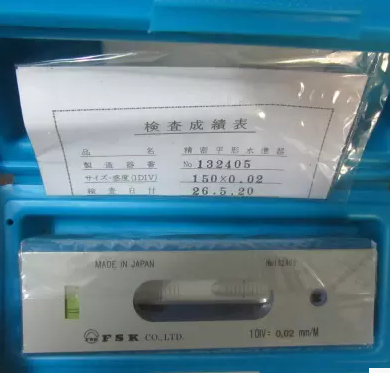 検査成績表
品名 精密平形水準器
製造番号 No 132405
サイズ・感度(1DIV) 150×0.02
検査日付 26.5.20
MADE IN JAPAN
FSK CO.,LTD.
1DIV: 0.02 mm/M